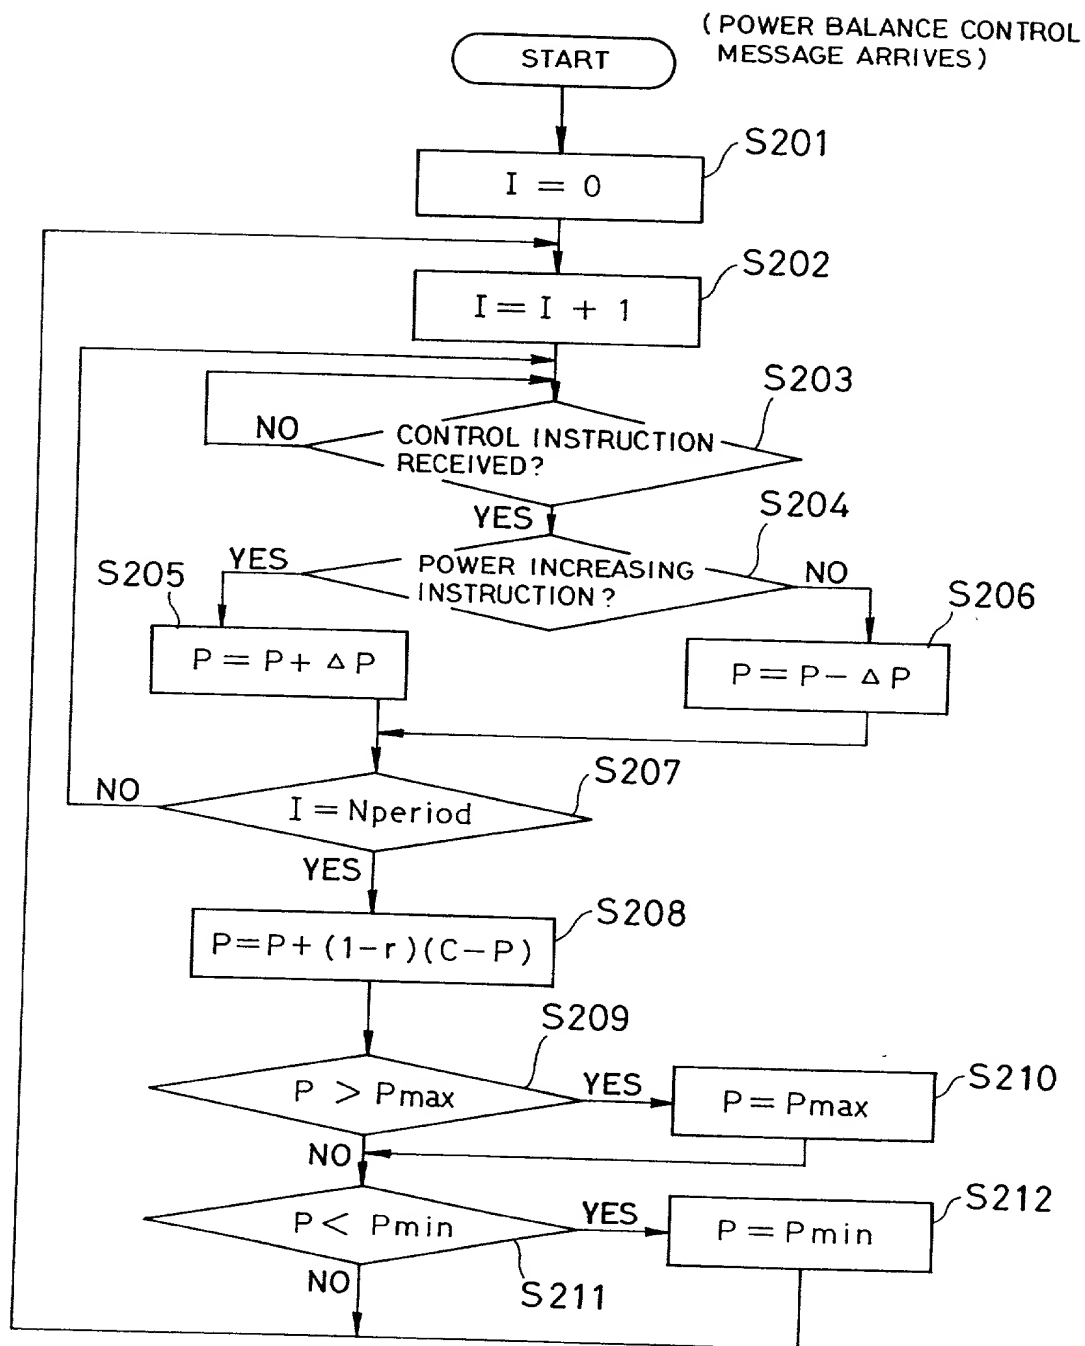 (POWER BALANCE CONTROL
MESSAGE ARRIVES)
START
S201
I = 0
S202
I = I + 1
S203
NO
CONTROL INSTRUCTION
RECEIVED?
YES
S204
YES
POWER INCREASING
INSTRUCTION?
NO
S205
S206
P = P + △P
P = P - △P
S207
NO
I = Nperiod
YES
S208
P=P+(1-r)(C-P)
S209
P > Pmax
YES
S210
P = Pmax
NO
S212
P < Pmin
YES
P = Pmin
NO
S211